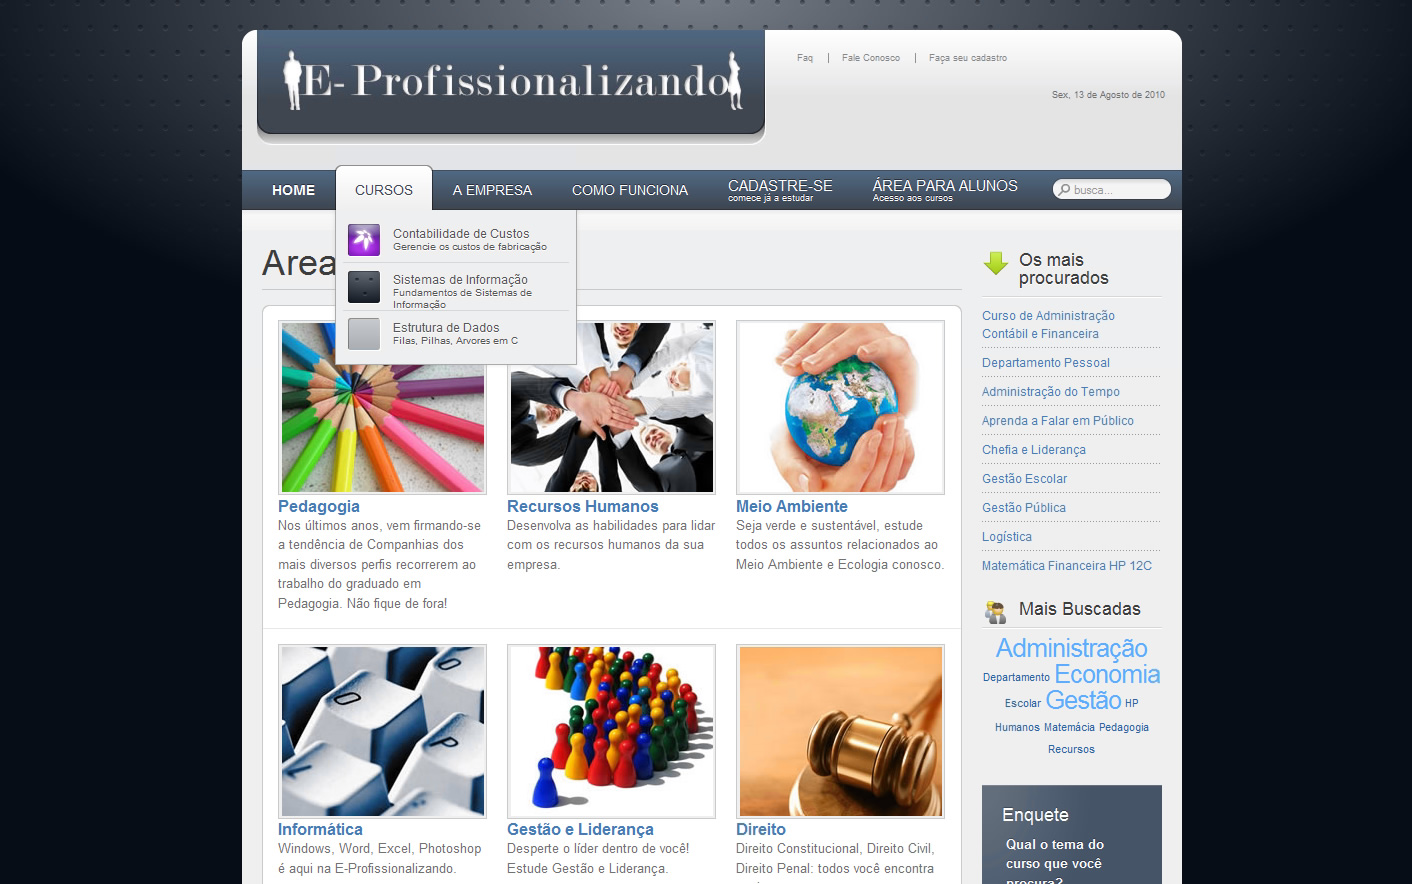 E-Profissionalizando
Faq | Fale Conosco | Faça seu cadastro
Sex, 13 de Agosto de 2010
HOME
CURSOS
A EMPRESA
COMO FUNCIONA
CADASTRE-SE
comece já a estudar
ÁREA PARA ALUNOS
Acesso aos cursos
busca...
Contabilidade de Custos
Gerencie os custos de fabricação
Sistemas de Informação
Fundamentos de Sistemas de
Informação
Estrutura de Dados
Filas, Pilhas, Arvores em C
Area
Pedagogia
Nos últimos anos, vem firmando-se
a tendência de Companhias dos
mais diversos perfis recorrerem ao
trabalho do graduado em
Pedagogia. Não fique de fora!
Recursos Humanos
Desenvolva as habilidades para lidar
com os recursos humanos da sua
empresa.
Meio Ambiente
Seja verde e sustentável, estude
todos os assuntos relacionados ao
Meio Ambiente e Ecologia conosco.
O
D
P
Informática
Windows, Word, Excel, Photoshop
é aqui na E-Profissionalizando.
Gestão e Liderança
Desperte o líder dentro de você!
Estude Gestão e Liderança.
Direito
Direito Constitucional, Direito Civil,
Direito Penal: todos você encontra
Os mais
procurados
Curso de Administração
Contábil e Financeira
Departamento Pessoal
Administração do Tempo
Aprenda a Falar em Público
Chefia e Liderança
Gestão Escolar
Gestão Pública
Logística
Matemática Financeira HP 12C
Mais Buscadas
Administração
Departamento Economia
Escolar Gestão HP
Humanos Matemácia Pedagogia
Recursos
Enquete
Qual o tema do
curso que você
procura?